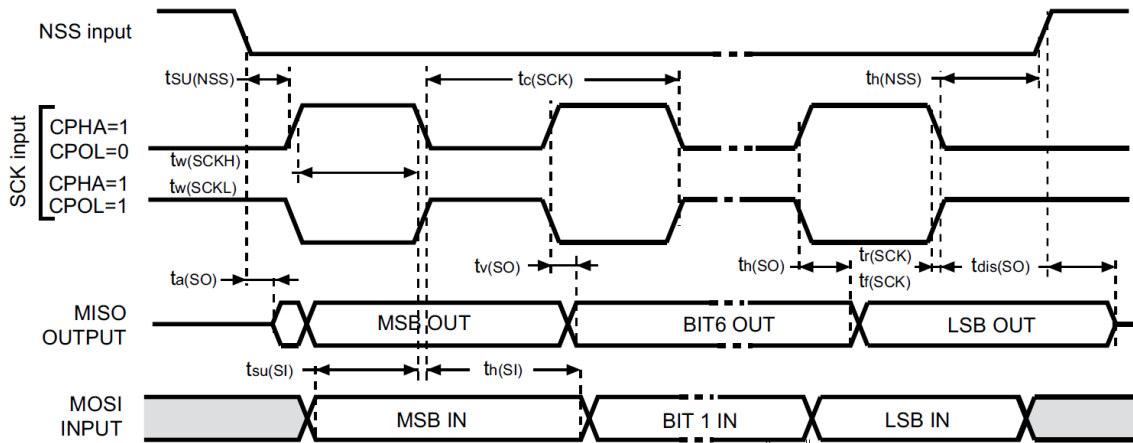 NSS input
tSU(NSS)
tc(SCK)
th(NSS)
SCK input
CPHA=1
CPOL=0
tw(SCKH)
tw(SCKL)
CPHA=1
CPOL=1
ta(SO)
tv(SO)
th(SO)
tr(SCK)
tf(SCK)
tdis(SO)
MISO
OUTPUT
MSB OUT
BIT6 OUT
LSB OUT
tsu(SI)
th(SI)
MOSI
INPUT
MSB IN
BIT 1 IN
LSB IN